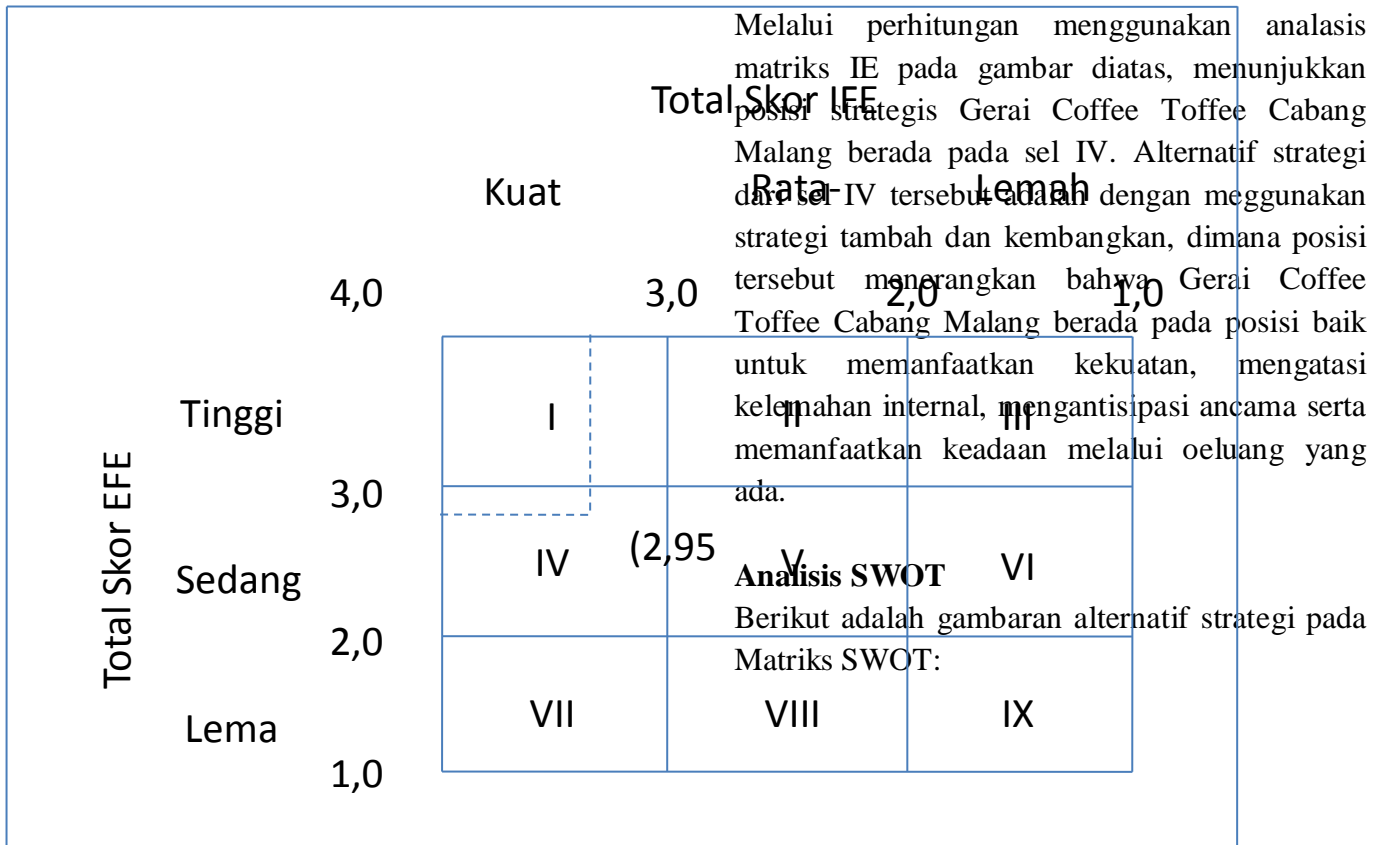 Total Skor IFE
Kuat Rata- Lemah
4,0 3,0 2,0 1,0
Tinggi I II III
3,0
Total Skor EFE
Sedang IV (2,95 V VI
2,0
Lema VII VIII IX
1,0
Melalui perhitungan menggunakan analasis
matriks IE pada gambar diatas, menunjukkan
posisi strategis Gerai Coffee Toffee Cabang
Malang berada pada sel IV. Alternatif strategi
dari sel IV tersebut adalah dengan meggunakan
strategi tambah dan kembangkan, dimana posisi
tersebut menerangkan bahwa Gerai Coffee
Toffee Cabang Malang berada pada posisi baik
untuk memanfaatkan kekuatan, mengatasi
kelemahan internal, mengantisipasi ancama serta
memanfaatkan keadaan melalui oeluang yang
ada.
Analisis SWOT
Berikut adalah gambaran alternatif strategi pada
Matriks SWOT: